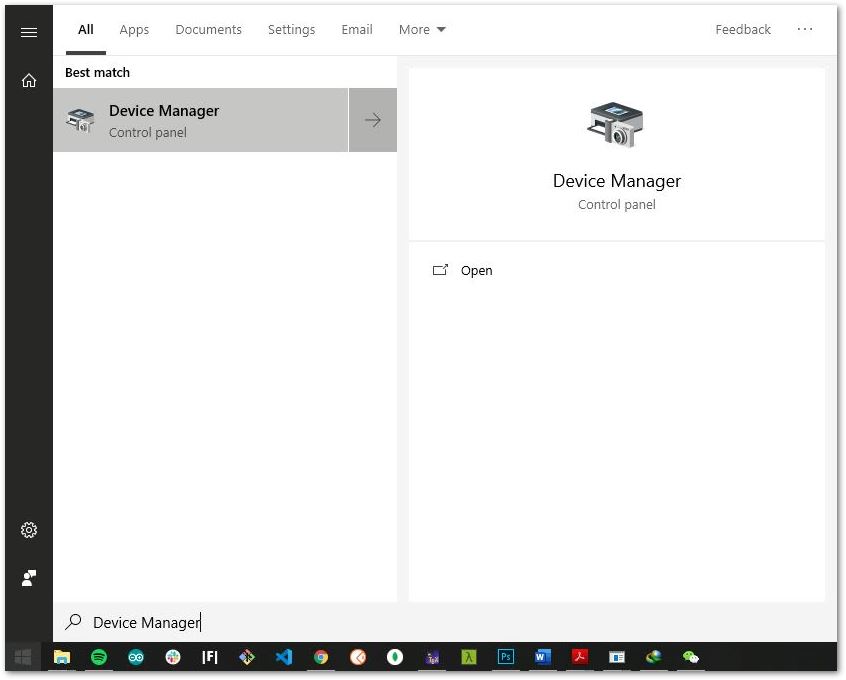 All Apps Documents Settings Email More Feedback ...
Best match
Device Manager
Control panel
Device Manager
Control panel
Open
Device Manager
|F|
Ps
W